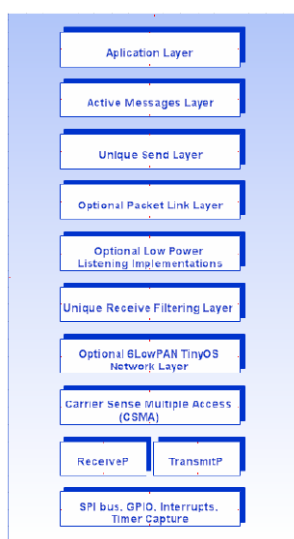 Aplication Layer
Active Messages Layer
Unique Send Layer
Optional Packet Link Layer
Optional Low Power
Listening Implementations
Unique Receive Filtering Layer
Optional 6LowPAN TinyOS
Network Layer
Carrier Sense Multiple Access
(CSMA)
ReceiveP TransmitP
SPI bus, GPIO, Interrupts,
Timer Capture